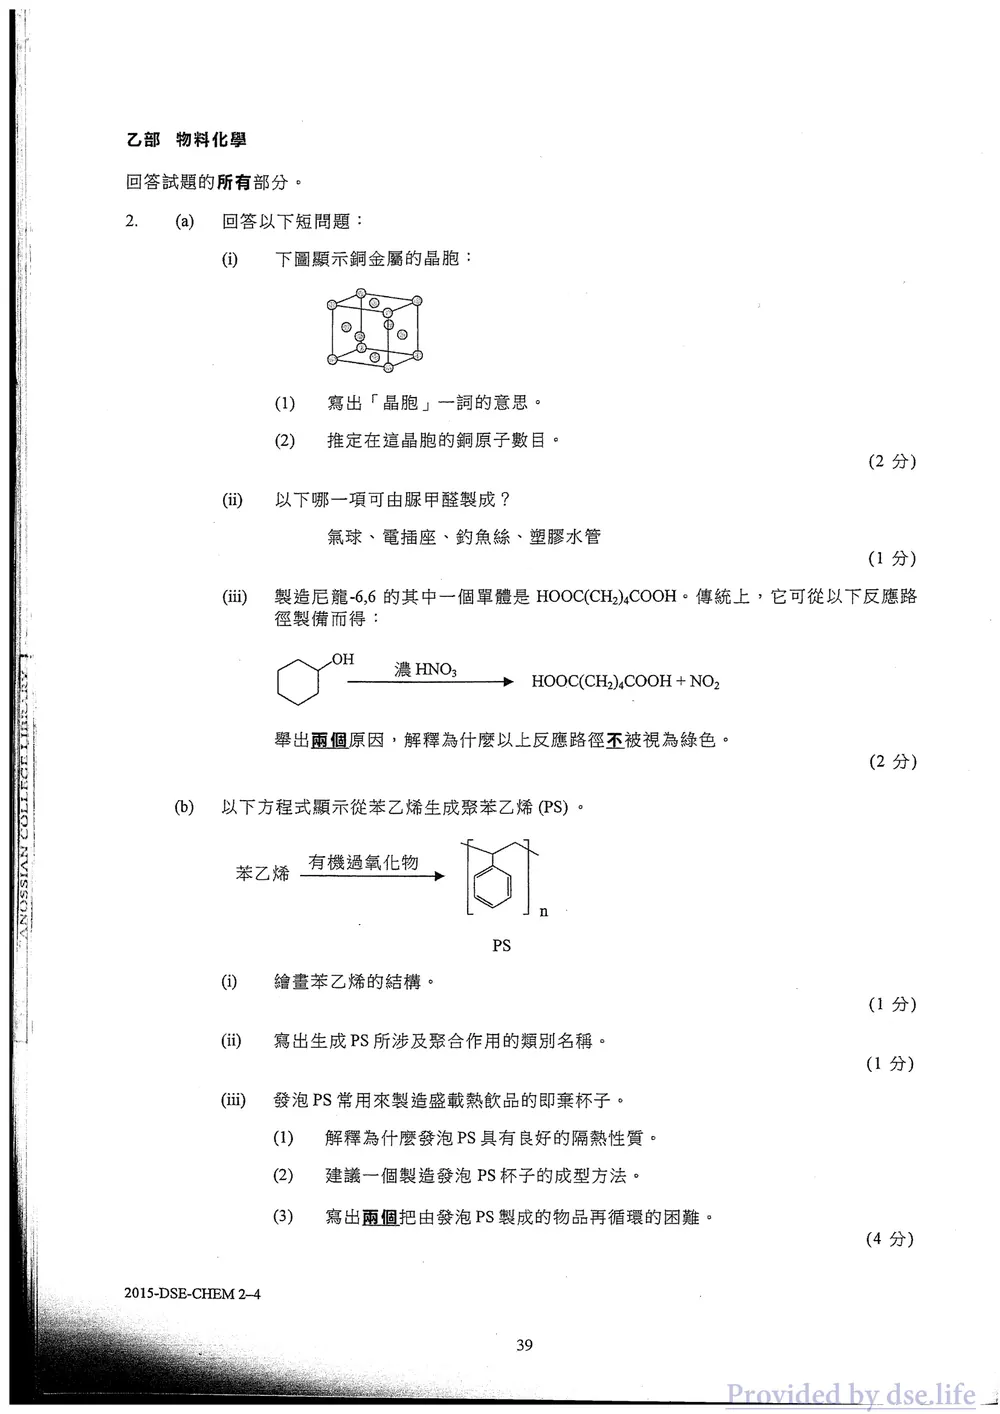 乙部 物料化學
回答試題的所有部分。
2. (a) 回答以下短問題：
(i) 下圖顯示銅金屬的晶胞：
(1) 寫出「晶胞」一詞的意思。
(2) 推定在這晶胞的銅原子數目。
(2 分)
(ii) 以下哪一項可由脲甲醛製成？
氣球、電插座、釣魚絲、塑膠水管
(1 分)
(iii) 製造尼龍-6,6 的其中一個單體是 HOOC(CH₂)₄COOH。傳統上，它可從以下反應路
徑製備而得：
OH
濃 HNO₃
HOOC(CH₂)₄COOH + NO₂
舉出兩個原因，解釋為什麼以上反應路徑不被視為綠色。
(2 分)
(b) 以下方程式顯示從苯乙烯生成聚苯乙烯 (PS) 。
苯乙烯 有機過氧化物
n
PS
(i) 繪畫苯乙烯的結構。
(1 分)
(ii) 寫出生成 PS 所涉及聚合作用的類別名稱。
(1 分)
(iii) 發泡 PS 常用來製造盛載熱飲品的即棄杯子。
(1) 解釋為什麼發泡 PS 具有良好的隔熱性質。
(2) 建議一個製造發泡 PS 杯子的成型方法。
(3) 寫出兩個把由發泡 PS 製成的物品再循環的困難。
(4 分)
2015-DSE-CHEM 2–4
39
Provided by dse.life